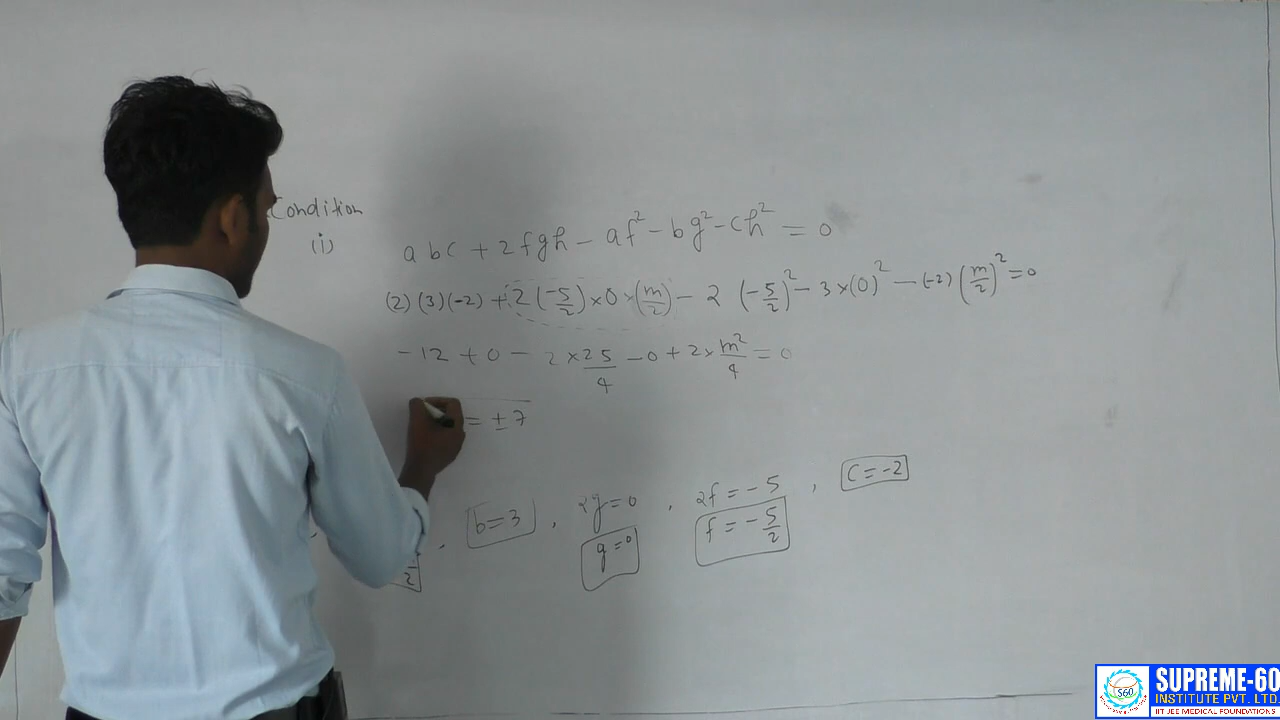 Condition
(i) abc + 2fgh - af² - bg² - ch² = 0
(2)(3)(-2) + 2(-5/2)×0×(m/2) - 2 (-5/2)² - 3×(0)² - (-2)(m/2)² = 0
-12 + 0 - 2×25/4 - 0 + 2×m²/4 = 0
= ±7
b=3 , 2g=0 , 2f=-5 , c=-2
2 g=0 f=-5/2
S60 SUPREME-60
INSTITUTE PVT. LTD
IIT JEE MEDICAL FOUNDATIONS